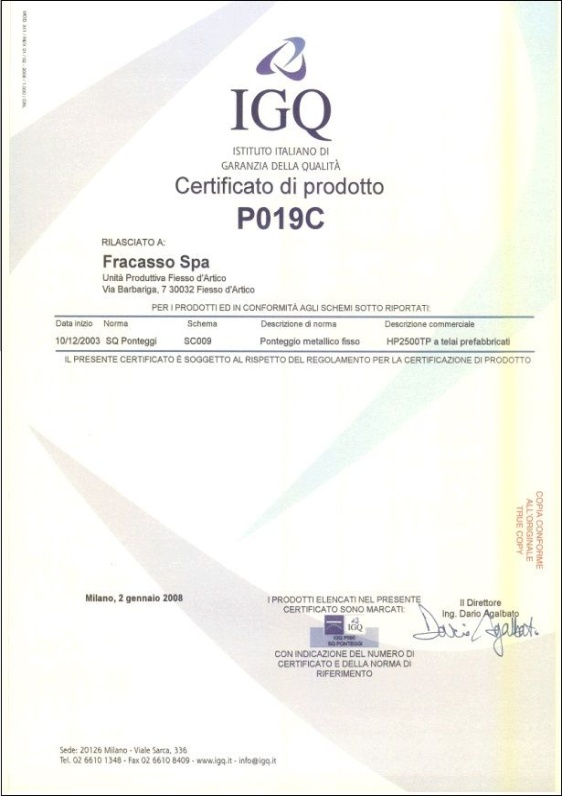 IGQ
ISTITUTO ITALIANO DI
GARANZIA DELLA QUALITÀ
Certificato di prodotto
P019C
RILASCIATO A:
Fracasso Spa
Unità Produttiva Fiesso d'Artico
Via Barbariga, 7 30032 Fiesso d'Artico
PER I PRODOTTI ED IN CONFORMITÀ AGLI SCHEMI SOTTO RIPORTATI:
Data inizio Norma Schema Descrizione di norma Descrizione commerciale
10/12/2003 SQ Ponteggi SC009 Ponteggio metallico fisso HP2500TP a telai prefabbricati
IL PRESENTE CERTIFICATO È SOGGETTO AL RISPETTO DEL REGOLAMENTO PER LA CERTIFICAZIONE DI PRODOTTO
COPIA CONFORME
ALL'ORIGINALE
TRUE COPY
Milano, 2 gennaio 2008
I PRODOTTI ELENCATI NEL PRESENTE
CERTIFICATO SONO MARCATI:
IGQ
SQ PONTEGGI
CON INDICAZIONE DEL NUMERO DI
CERTIFICATO E DELLA NORMA DI
RIFERIMENTO
Il Direttore
Ing. Dario Agalbato
Dario Agalbato
Sede: 20126 Milano - Viale Sarca, 336
Tel. 02 6610 1348 - Fax 02 6610 8409 - www.igq.it - info@igq.it